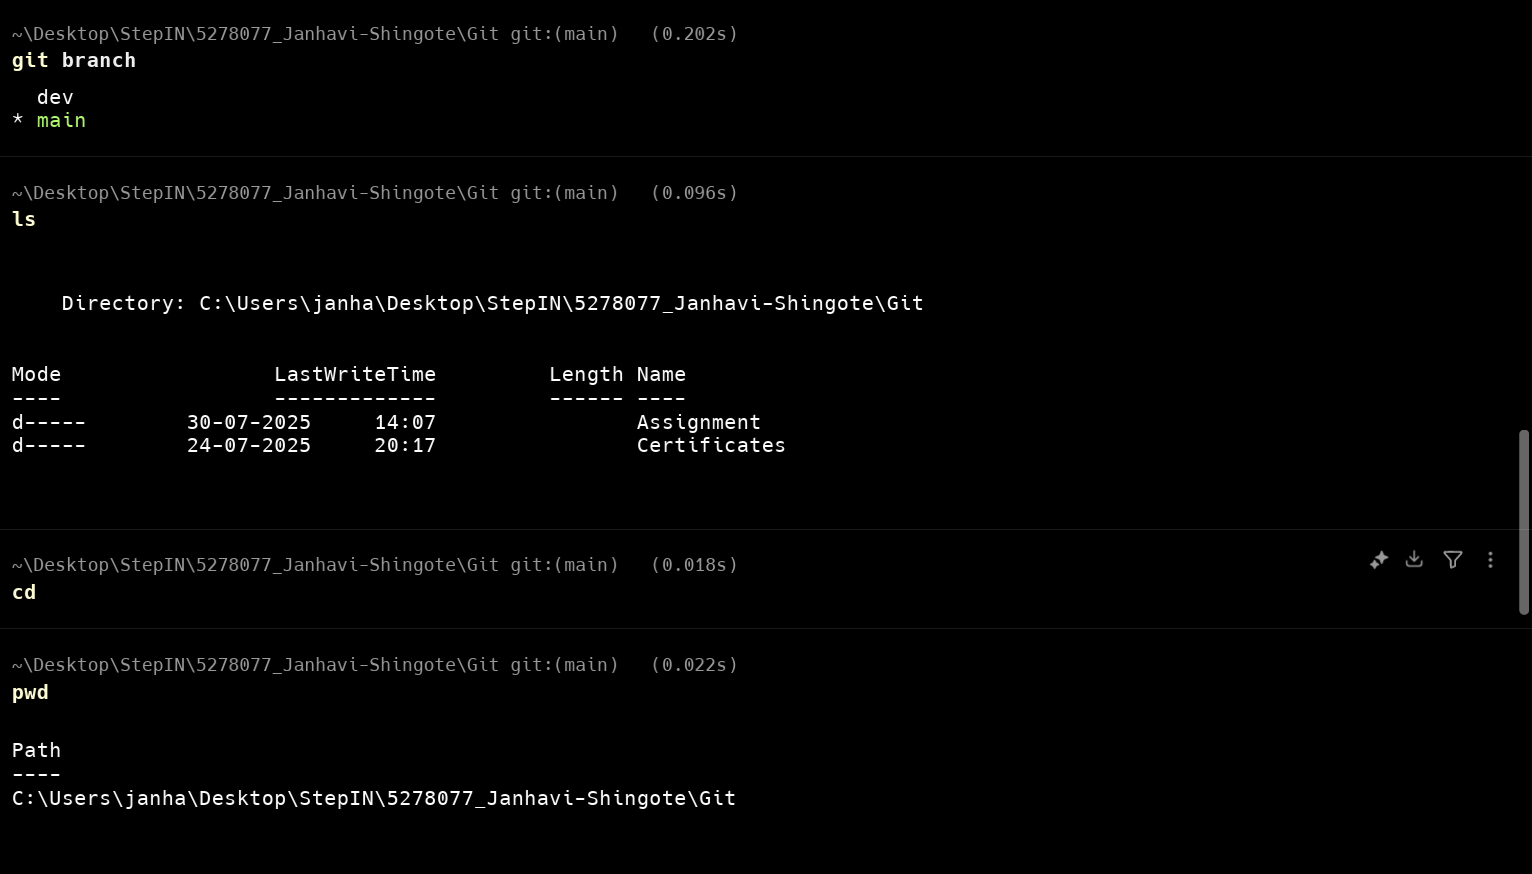 ~\Desktop\StepIN\5278077_Janhavi-Shingote\Git git:(main) (0.202s)
git branch
dev
* main
~\Desktop\StepIN\5278077_Janhavi-Shingote\Git git:(main) (0.096s)
ls
Directory: C:\Users\janha\Desktop\StepIN\5278077_Janhavi-Shingote\Git
Mode LastWriteTime Length Name
---- ------------- ------ ----
d----- 30-07-2025 14:07 Assignment
d----- 24-07-2025 20:17 Certificates
~\Desktop\StepIN\5278077_Janhavi-Shingote\Git git:(main) (0.018s)
cd
~\Desktop\StepIN\5278077_Janhavi-Shingote\Git git:(main) (0.022s)
pwd
Path
----
C:\Users\janha\Desktop\StepIN\5278077_Janhavi-Shingote\Git